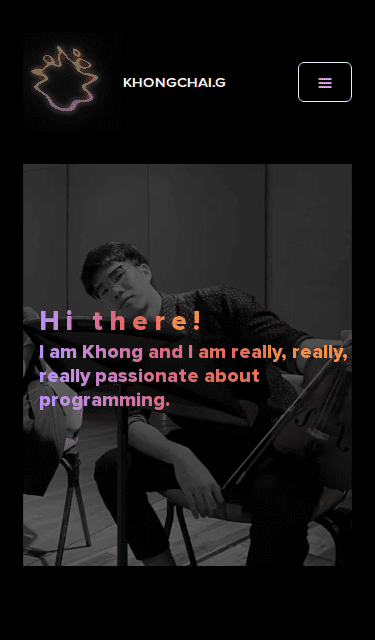 KHONGCHAI.G
Hi there!
I am Khong and I am really, really,
really passionate about
programming.